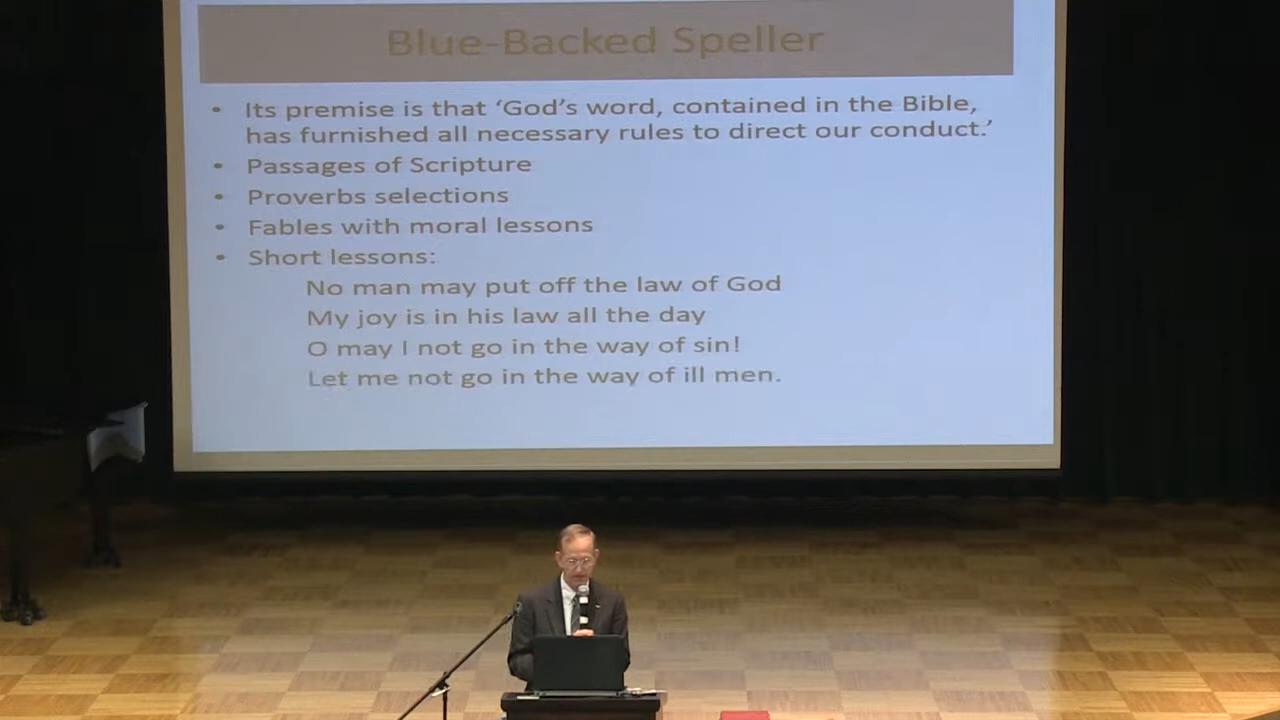 Blue-Backed Speller
• Its premise is that ‘God’s word, contained in the Bible,
has furnished all necessary rules to direct our conduct.’
• Passages of Scripture
• Proverbs selections
• Fables with moral lessons
• Short lessons:
No man may put off the law of God
My joy is in his law all the day
O may I not go in the way of sin!
Let me not go in the way of ill men.